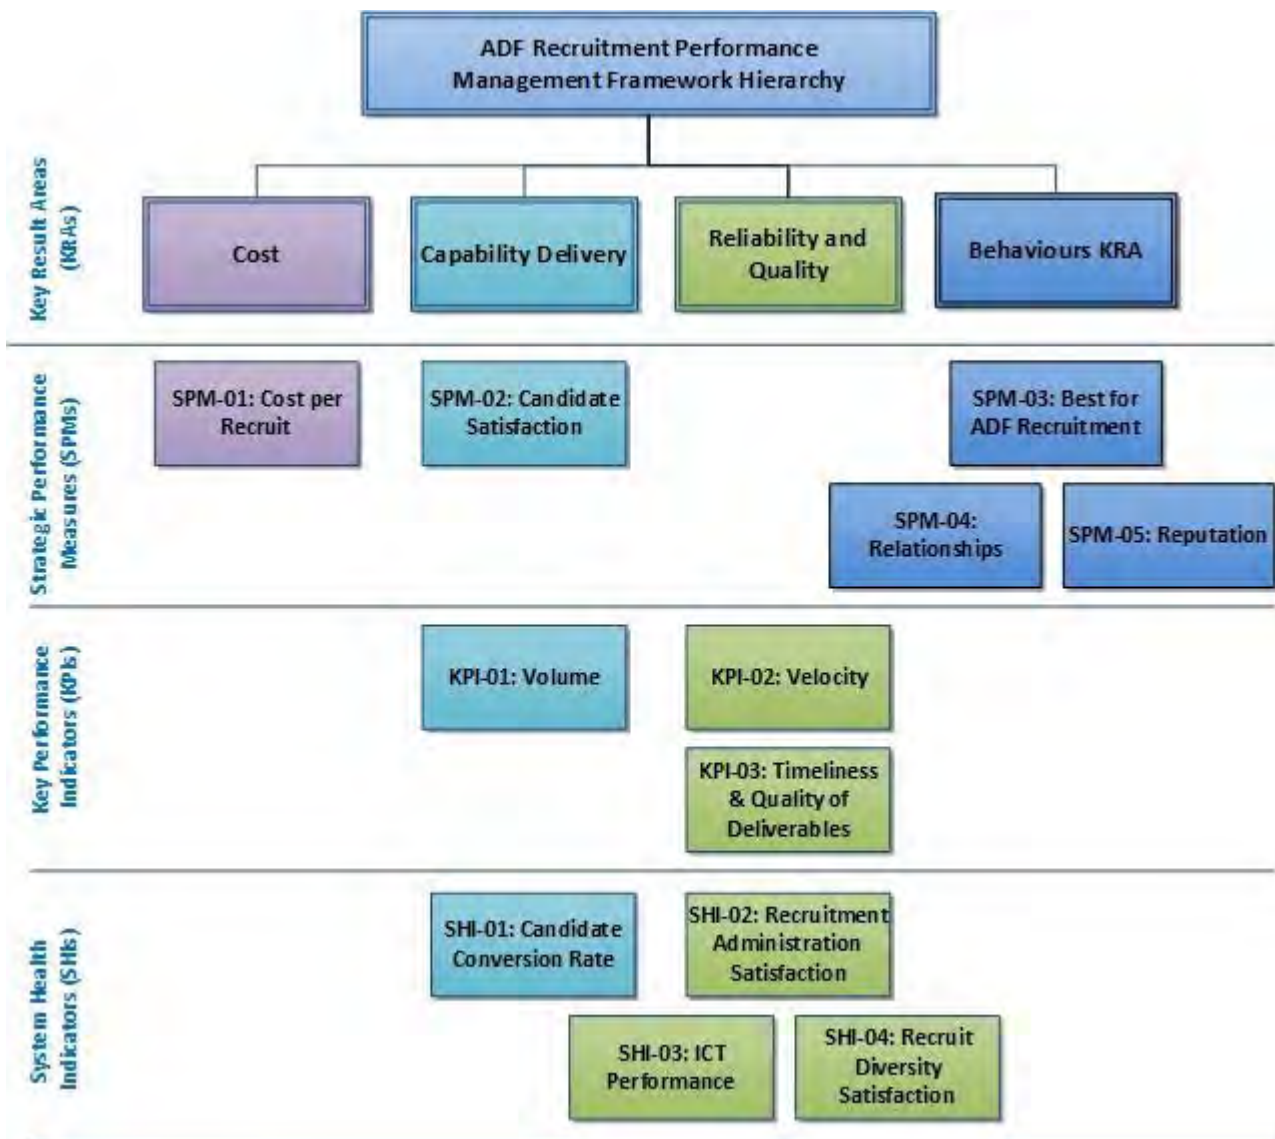 ADF Recruitment Performance
Management Framework Hierarchy
Key Result Areas
(KRAs)
Cost
Capability Delivery
Reliability and
Quality
Behaviours KRA
Strategic Performance
Measures (SPMs)
SPM-01: Cost per
Recruit
SPM-02: Candidate
Satisfaction
SPM-03: Best for
ADF Recruitment
SPM-04:
Relationships
SPM-05: Reputation
Key Performance
Indicators (KPIs)
KPI-01: Volume
KPI-02: Velocity
KPI-03: Timeliness
& Quality of
Deliverables
System Health
Indicators (SHIs)
SHI-01: Candidate
Conversion Rate
SHI-02: Recruitment
Administration
Satisfaction
SHI-03: ICT
Performance
SHI-04: Recruit
Diversity
Satisfaction